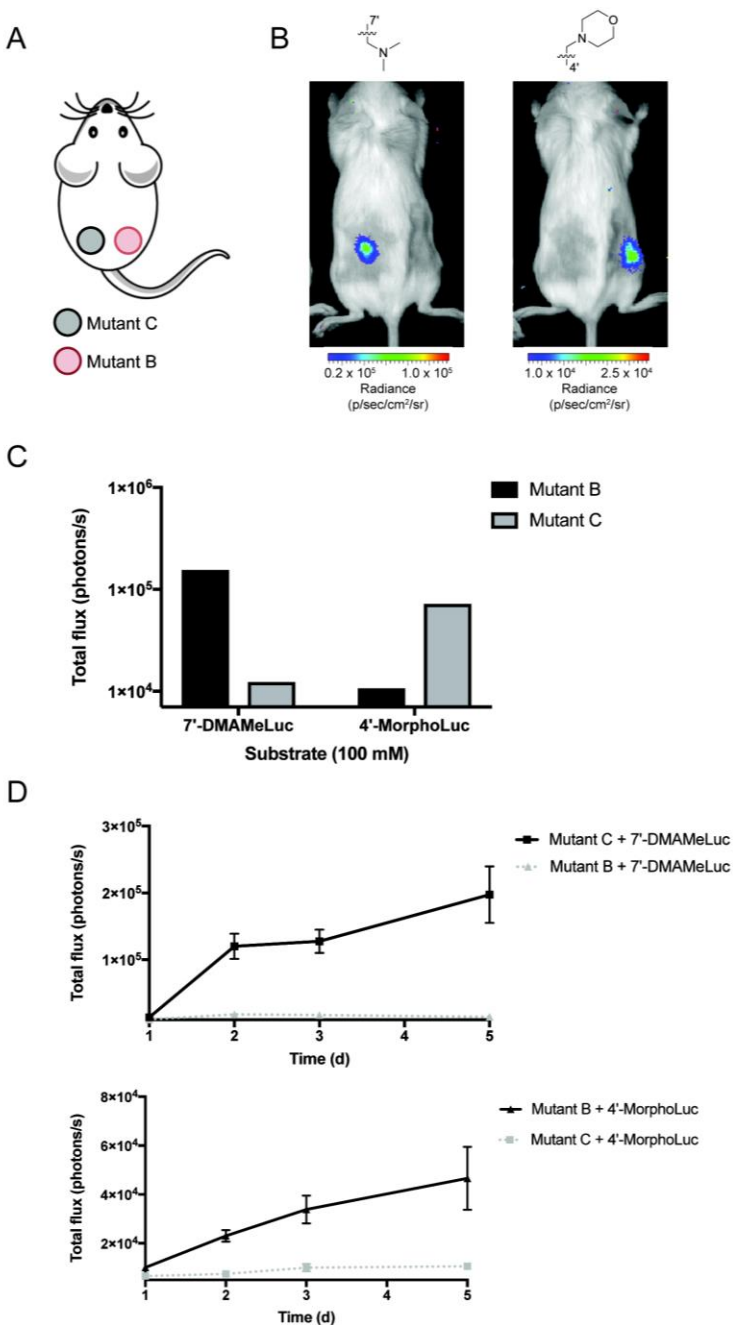 A
Mutant C
Mutant B
B
7'
N
N
O
4'
0.2 x 10⁵ 1.0 x 10⁵
Radiance
(p/sec/cm²/sr)
1.0 x 10⁴ 2.5 x 10⁴
Radiance
(p/sec/cm²/sr)
C
Total flux (photons/s)
1×10⁶
1×10⁵
1×10⁴
Mutant B
Mutant C
7'-DMAMeLuc 4'-MorphoLuc
Substrate (100 mM)
D
Total flux (photons/s)
3×10⁵
2×10⁵
1×10⁵
1 2 3 4 5
Time (d)
Mutant C + 7'-DMAMeLuc
Mutant B + 7'-DMAMeLuc
Total flux (photons/s)
8×10⁴
6×10⁴
4×10⁴
2×10⁴
1 2 3 4 5
Time (d)
Mutant B + 4'-MorphoLuc
Mutant C + 4'-MorphoLuc